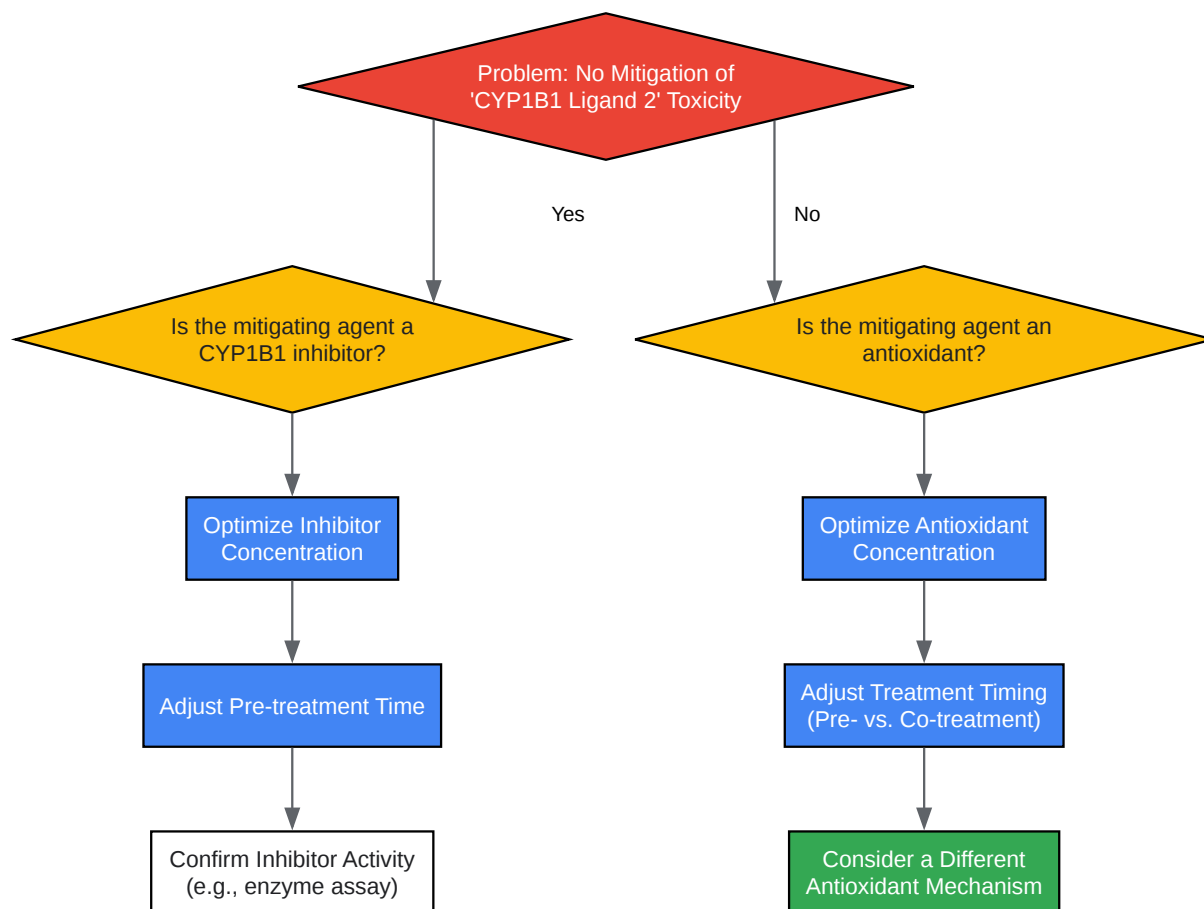 Problem: No Mitigation of
'CYP1B1 Ligand 2' Toxicity
Yes
No
Is the mitigating agent a
CYP1B1 inhibitor?
Is the mitigating agent an
antioxidant?
Optimize Inhibitor
Concentration
Optimize Antioxidant
Concentration
Adjust Pre-treatment Time
Adjust Treatment Timing
(Pre- vs. Co-treatment)
Confirm Inhibitor Activity
(e.g., enzyme assay)
Consider a Different
Antioxidant Mechanism